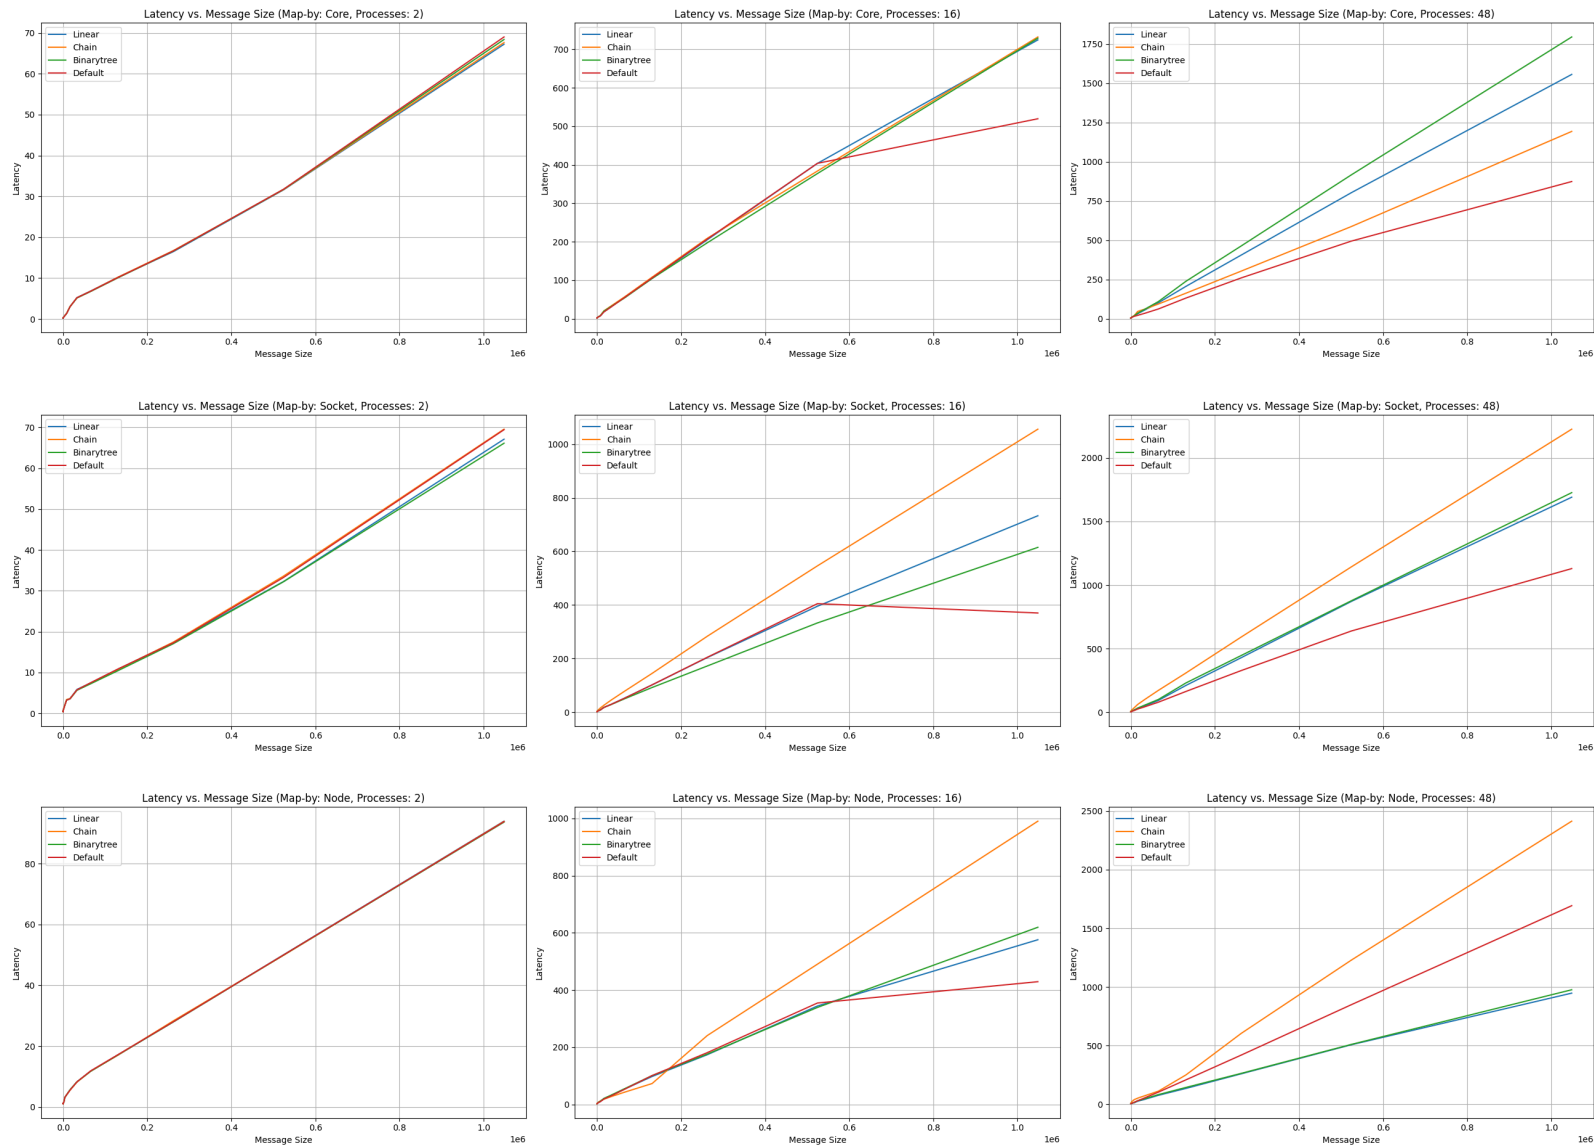 Latency vs. Message Size (Map-by: Core, Processes: 2)
Linear
Chain
Binarytree
Default
70
60
50
40
30
20
10
0
Latency
0.0 0.2 0.4 0.6 0.8 1.0
Message Size
1e6
Latency vs. Message Size (Map-by: Core, Processes: 16)
Linear
Chain
Binarytree
Default
700
600
500
400
300
200
100
0
Latency
0.0 0.2 0.4 0.6 0.8 1.0
Message Size
1e6
Latency vs. Message Size (Map-by: Core, Processes: 48)
Linear
Chain
Binarytree
Default
1750
1500
1250
1000
750
500
250
0
Latency
0.0 0.2 0.4 0.6 0.8 1.0
Message Size
1e6
Latency vs. Message Size (Map-by: Socket, Processes: 2)
Linear
Chain
Binarytree
Default
70
60
50
40
30
20
10
0
Latency
0.0 0.2 0.4 0.6 0.8 1.0
Message Size
1e6
Latency vs. Message Size (Map-by: Socket, Processes: 16)
Linear
Chain
Binarytree
Default
1000
800
600
400
200
0
Latency
0.0 0.2 0.4 0.6 0.8 1.0
Message Size
1e6
Latency vs. Message Size (Map-by: Socket, Processes: 48)
Linear
Chain
Binarytree
Default
2000
1500
1000
500
0
Latency
0.0 0.2 0.4 0.6 0.8 1.0
Message Size
1e6
Latency vs. Message Size (Map-by: Node, Processes: 2)
Linear
Chain
Binarytree
Default
80
60
40
20
0
Latency
0.0 0.2 0.4 0.6 0.8 1.0
Message Size
1e6
Latency vs. Message Size (Map-by: Node, Processes: 16)
Linear
Chain
Binarytree
Default
1000
800
600
400
200
0
Latency
0.0 0.2 0.4 0.6 0.8 1.0
Message Size
1e6
Latency vs. Message Size (Map-by: Node, Processes: 48)
Linear
Chain
Binarytree
Default
2500
2000
1500
1000
500
0
Latency
0.0 0.2 0.4 0.6 0.8 1.0
Message Size
1e6